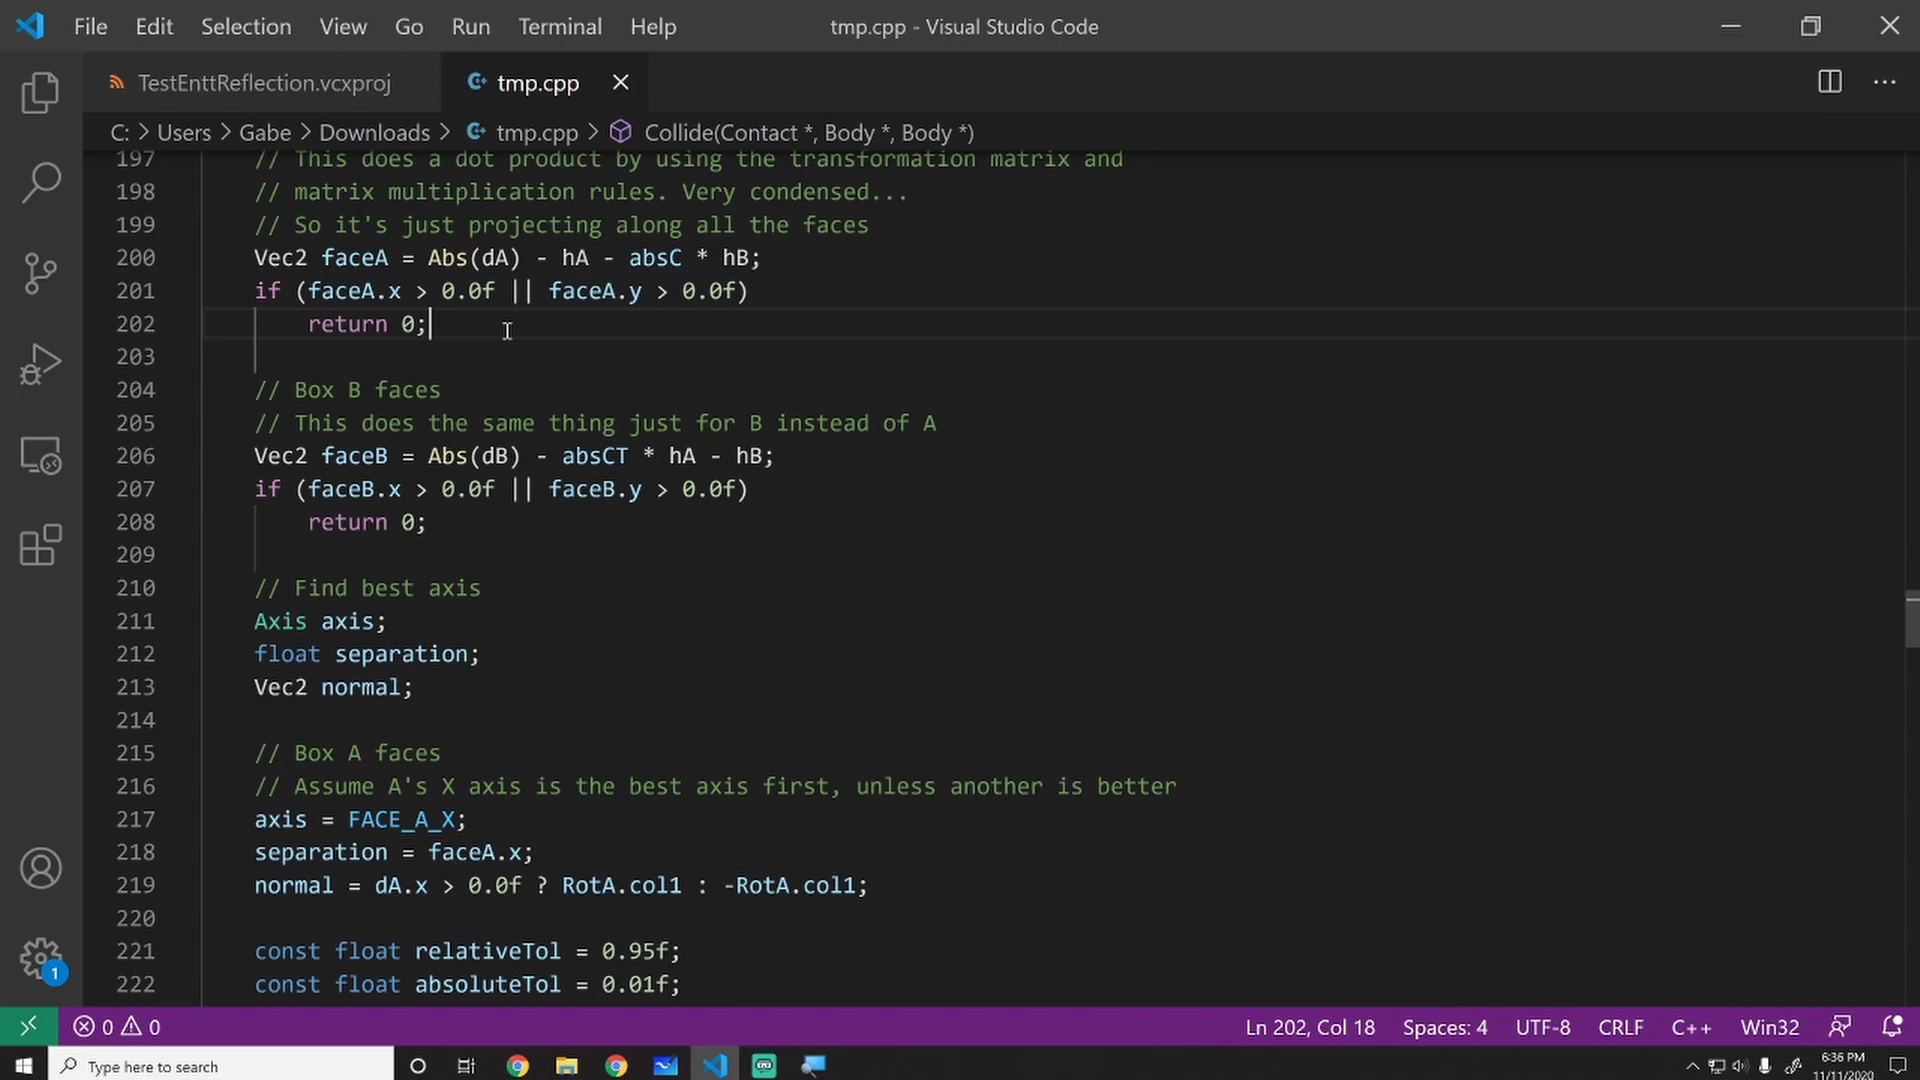 File Edit Selection View Go Run Terminal Help tmp.cpp - Visual Studio Code
TestEnttReflection.vcxproj tmp.cpp
C: > Users > Gabe > Downloads > tmp.cpp > Collide(Contact *, Body *, Body *)
197 // This does a dot product by using the transformation matrix and
198 // matrix multiplication rules. Very condensed...
199 // So it's just projecting along all the faces
200 Vec2 faceA = Abs(dA) - hA - absC * hB;
201 if (faceA.x > 0.0f || faceA.y > 0.0f)
202 return 0;
203
204 // Box B faces
205 // This does the same thing just for B instead of A
206 Vec2 faceB = Abs(dB) - absCT * hA - hB;
207 if (faceB.x > 0.0f || faceB.y > 0.0f)
208 return 0;
209
210 // Find best axis
211 Axis axis;
212 float separation;
213 Vec2 normal;
214
215 // Box A faces
216 // Assume A's X axis is the best axis first, unless another is better
217 axis = FACE_A_X;
218 separation = faceA.x;
219 normal = dA.x > 0.0f ? RotA.col1 : -RotA.col1;
220
221 const float relativeTol = 0.95f;
222 const float absoluteTol = 0.01f;
1
0 0 Ln 202, Col 18 Spaces: 4 UTF-8 CRLF C++ Win32
Type here to search 6:36 PM
11/11/2020